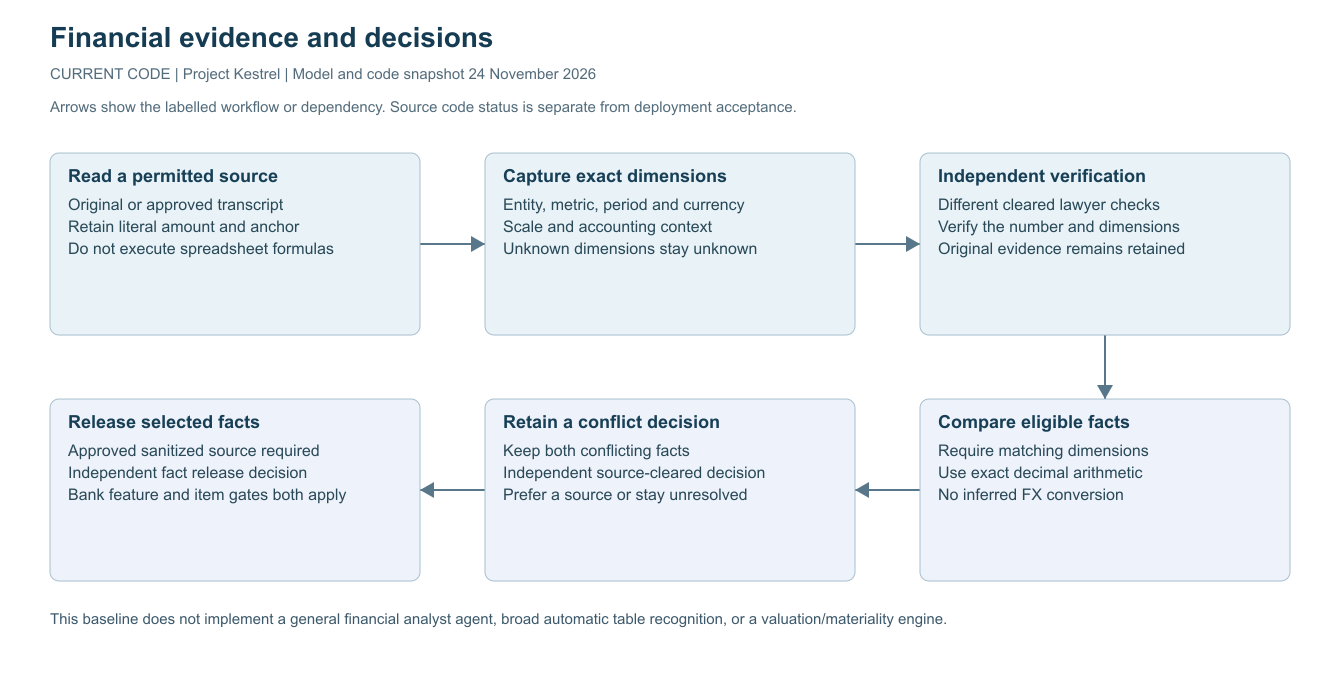 Financial evidence and decisions
CURRENT CODE | Project Kestrel | Model and code snapshot 24 November 2026
Arrows show the labelled workflow or dependency. Source code status is separate from deployment acceptance.
Read a permitted source
Original or approved transcript
Retain literal amount and anchor
Do not execute spreadsheet formulas
Capture exact dimensions
Entity, metric, period and currency
Scale and accounting context
Unknown dimensions stay unknown
Independent verification
Different cleared lawyer checks
Verify the number and dimensions
Original evidence remains retained
Compare eligible facts
Require matching dimensions
Use exact decimal arithmetic
No inferred FX conversion
Retain a conflict decision
Keep both conflicting facts
Independent source-cleared decision
Prefer a source or stay unresolved
Release selected facts
Approved sanitized source required
Independent fact release decision
Bank feature and item gates both apply
This baseline does not implement a general financial analyst agent, broad automatic table recognition, or a valuation/materiality engine.